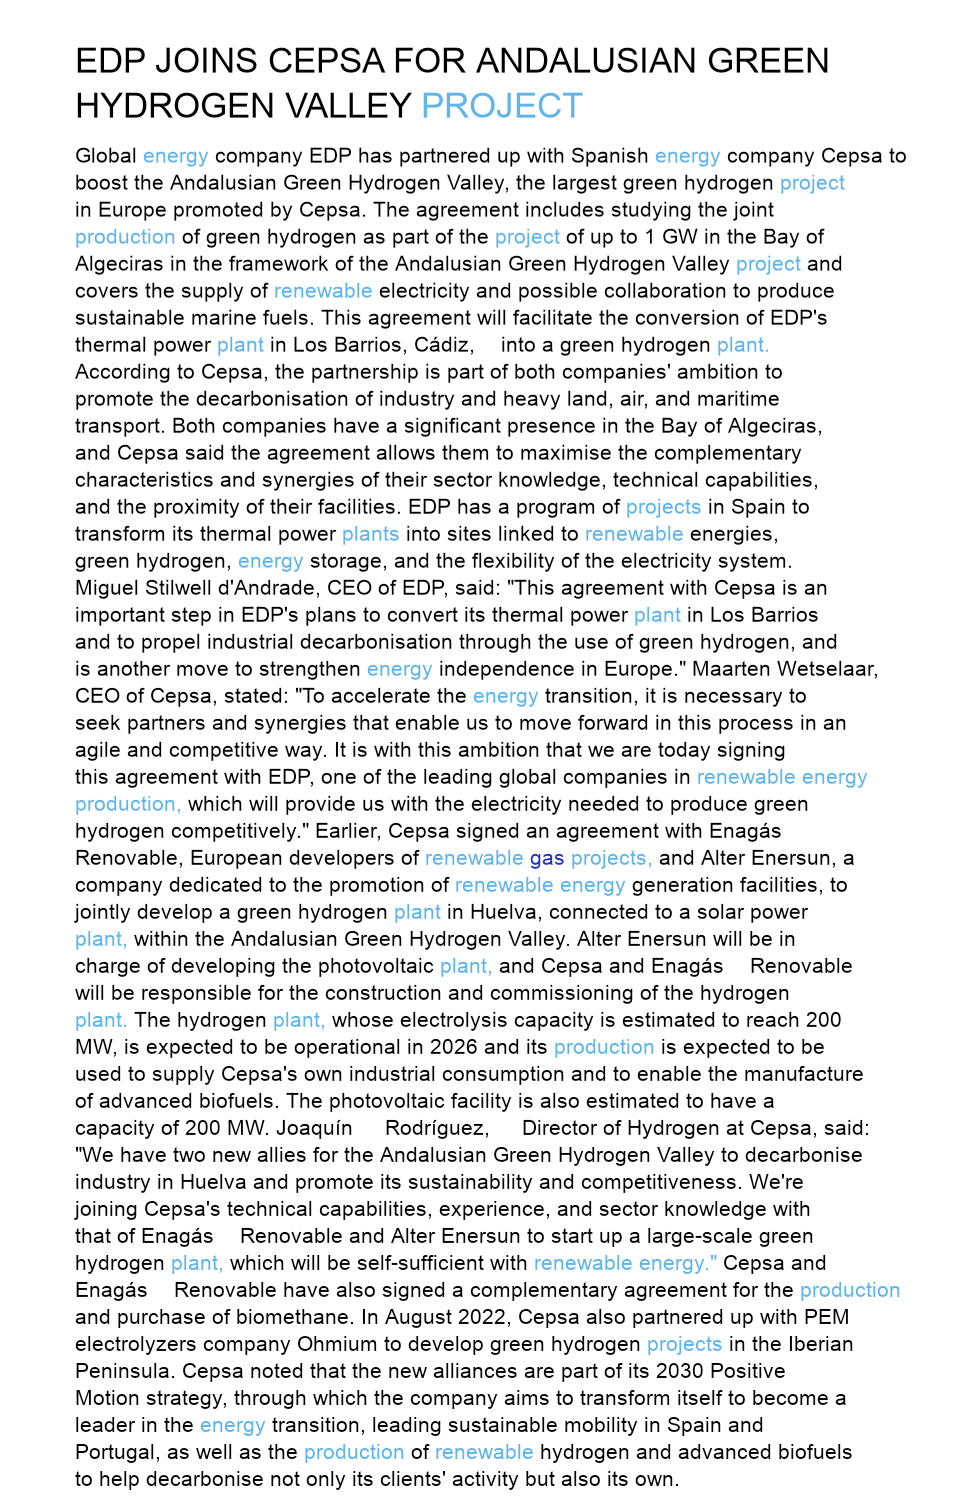 EDP JOINS CEPSA FOR ANDALUSIAN GREEN
HYDROGEN VALLEY PROJECT
Global energy company EDP has partnered up with Spanish energy company Cepsa to
boost the Andalusian Green Hydrogen Valley, the largest green hydrogen project
in Europe promoted by Cepsa. The agreement includes studying the joint
production of green hydrogen as part of the project of up to 1 GW in the Bay of
Algeciras in the framework of the Andalusian Green Hydrogen Valley project and
covers the supply of renewable electricity and possible collaboration to produce
sustainable marine fuels. This agreement will facilitate the conversion of EDP's
thermal power plant in Los Barrios, Cádiz, into a green hydrogen plant.
According to Cepsa, the partnership is part of both companies' ambition to
promote the decarbonisation of industry and heavy land, air, and maritime
transport. Both companies have a significant presence in the Bay of Algeciras,
and Cepsa said the agreement allows them to maximise the complementary
characteristics and synergies of their sector knowledge, technical capabilities,
and the proximity of their facilities. EDP has a program of projects in Spain to
transform its thermal power plants into sites linked to renewable energies,
green hydrogen, energy storage, and the flexibility of the electricity system.
Miguel Stilwell d'Andrade, CEO of EDP, said: "This agreement with Cepsa is an
important step in EDP's plans to convert its thermal power plant in Los Barrios
and to propel industrial decarbonisation through the use of green hydrogen, and
is another move to strengthen energy independence in Europe." Maarten Wetselaar,
CEO of Cepsa, stated: "To accelerate the energy transition, it is necessary to
seek partners and synergies that enable us to move forward in this process in an
agile and competitive way. It is with this ambition that we are today signing
this agreement with EDP, one of the leading global companies in renewable energy
production, which will provide us with the electricity needed to produce green
hydrogen competitively." Earlier, Cepsa signed an agreement with Enagás
Renovable, European developers of renewable gas projects, and Alter Enersun, a
company dedicated to the promotion of renewable energy generation facilities, to
jointly develop a green hydrogen plant in Huelva, connected to a solar power
plant, within the Andalusian Green Hydrogen Valley. Alter Enersun will be in
charge of developing the photovoltaic plant, and Cepsa and Enagás Renovable
will be responsible for the construction and commissioning of the hydrogen
plant. The hydrogen plant, whose electrolysis capacity is estimated to reach 200
MW, is expected to be operational in 2026 and its production is expected to be
used to supply Cepsa's own industrial consumption and to enable the manufacture
of advanced biofuels. The photovoltaic facility is also estimated to have a
capacity of 200 MW. Joaquín Rodríguez, Director of Hydrogen at Cepsa, said:
"We have two new allies for the Andalusian Green Hydrogen Valley to decarbonise
industry in Huelva and promote its sustainability and competitiveness. We're
joining Cepsa's technical capabilities, experience, and sector knowledge with
that of Enagás Renovable and Alter Enersun to start up a large-scale green
hydrogen plant, which will be self-sufficient with renewable energy." Cepsa and
Enagás Renovable have also signed a complementary agreement for the production
and purchase of biomethane. In August 2022, Cepsa also partnered up with PEM
electrolyzers company Ohmium to develop green hydrogen projects in the Iberian
Peninsula. Cepsa noted that the new alliances are part of its 2030 Positive
Motion strategy, through which the company aims to transform itself to become a
leader in the energy transition, leading sustainable mobility in Spain and
Portugal, as well as the production of renewable hydrogen and advanced biofuels
to help decarbonise not only its clients' activity but also its own.